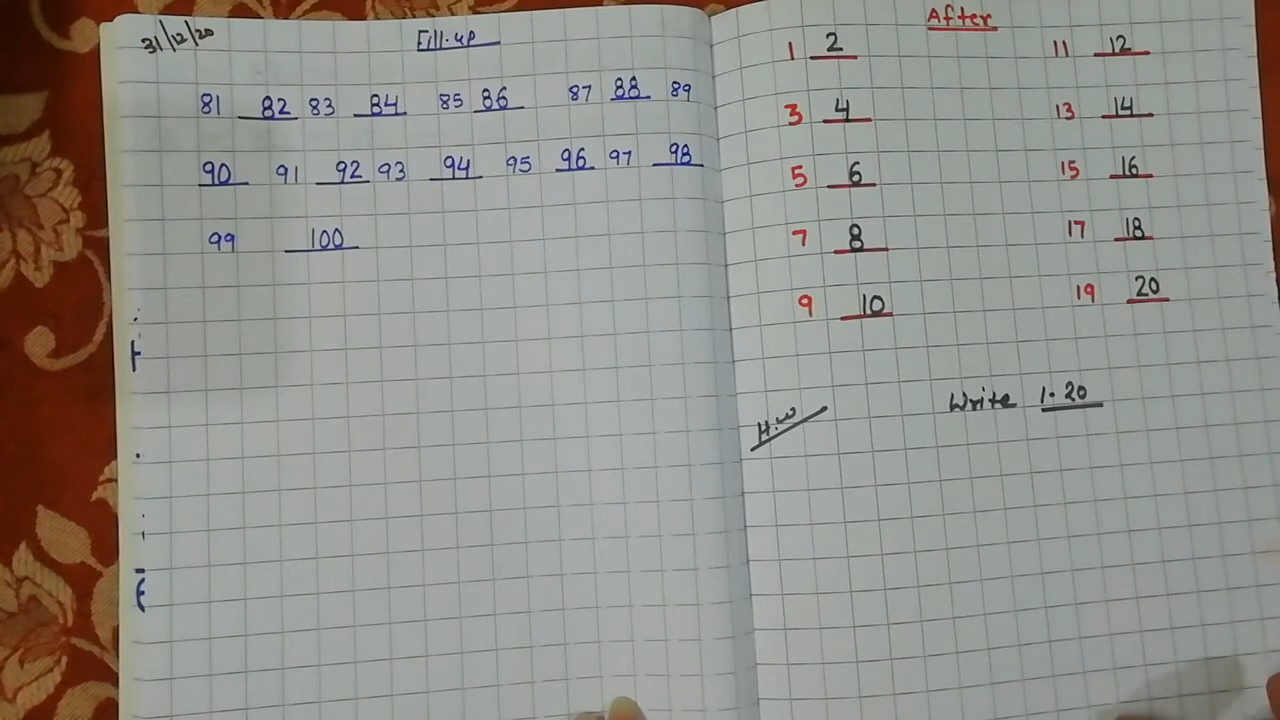 31/12/20
Fill-up
81 82 83 84 85 86 87 88 89
90 91 92 93 94 95 96 97 98
99 100
After
1 2 11 12
3 4 13 14
5 6 15 16
7 8 17 18
9 10 19 20
H.W Write 1-20